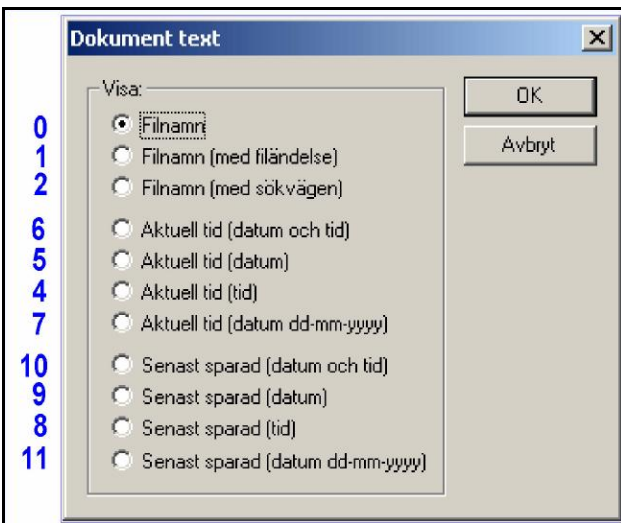 Dokument text
Visa:
OK
Avbryt
0 Filnamn
1 Filnamn (med filändelse)
2 Filnamn (med sökvägen)
6 Aktuell tid (datum och tid)
5 Aktuell tid (datum)
4 Aktuell tid (tid)
7 Aktuell tid (datum dd-mm-yyyy)
10 Senast sparad (datum och tid)
9 Senast sparad (datum)
8 Senast sparad (tid)
11 Senast sparad (datum dd-mm-yyyy)